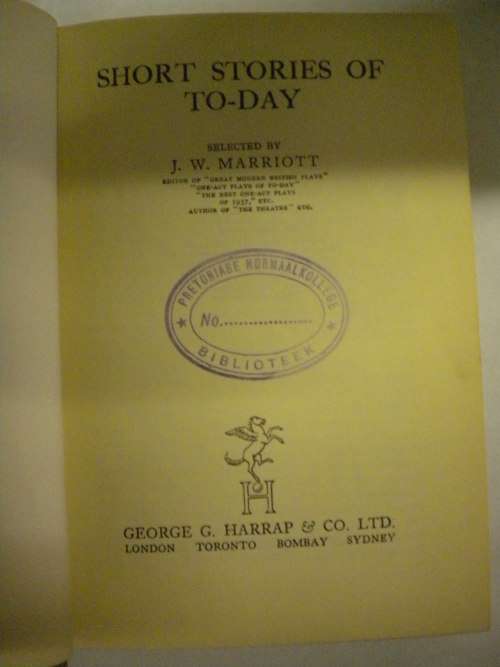 SHORT STORIES OF
TO-DAY
SELECTED BY
J. W. MARRIOTT
EDITOR OF "GREAT MODERN BRITISH PLAYS"
"ONE-ACT PLAYS OF TO-DAY"
"THE BEST ONE-ACT PLAYS
OF 1937," ETC.
AUTHOR OF "THE THEATRE" ETC.
PRETORIASE NORMAALKOLLEGE
No....................
BIBLIOTEEK
H
GEORGE G. HARRAP & CO. LTD.
LONDON TORONTO BOMBAY SYDNEY